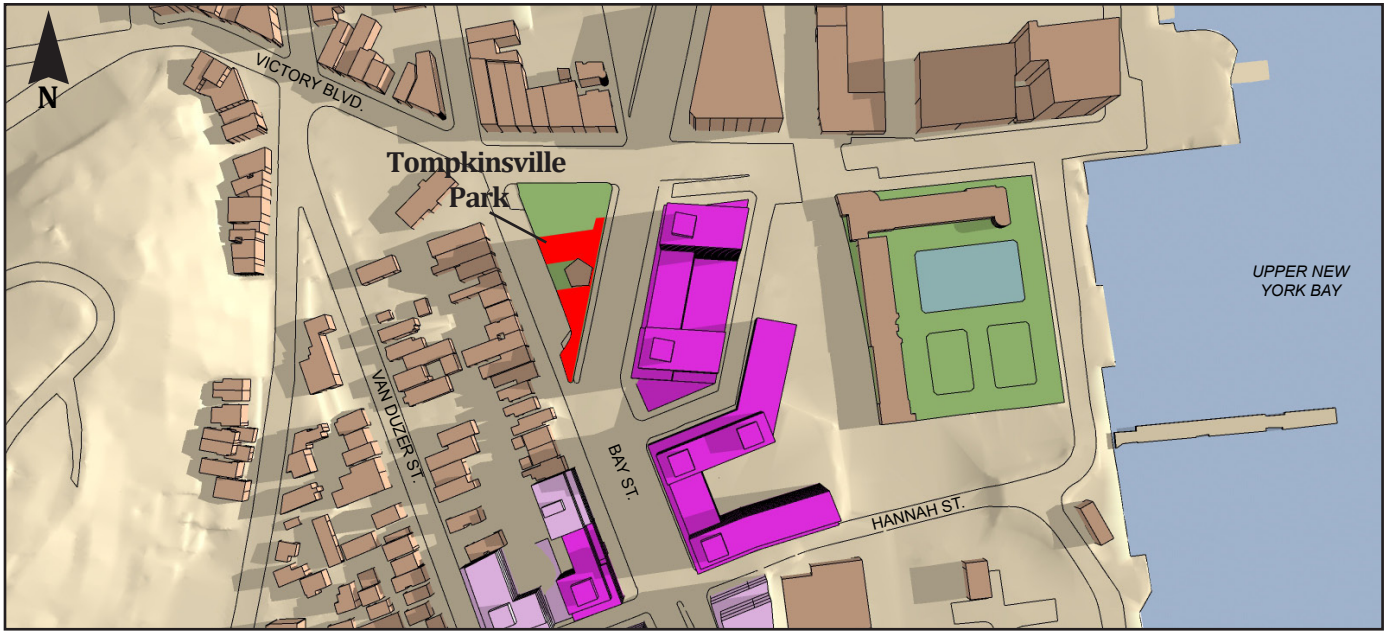 N
VICTORY BLVD.
Tompkinsville
Park
UPPER NEW
YORK BAY
VAN DUZER ST.
BAY ST.
HANNAH ST.